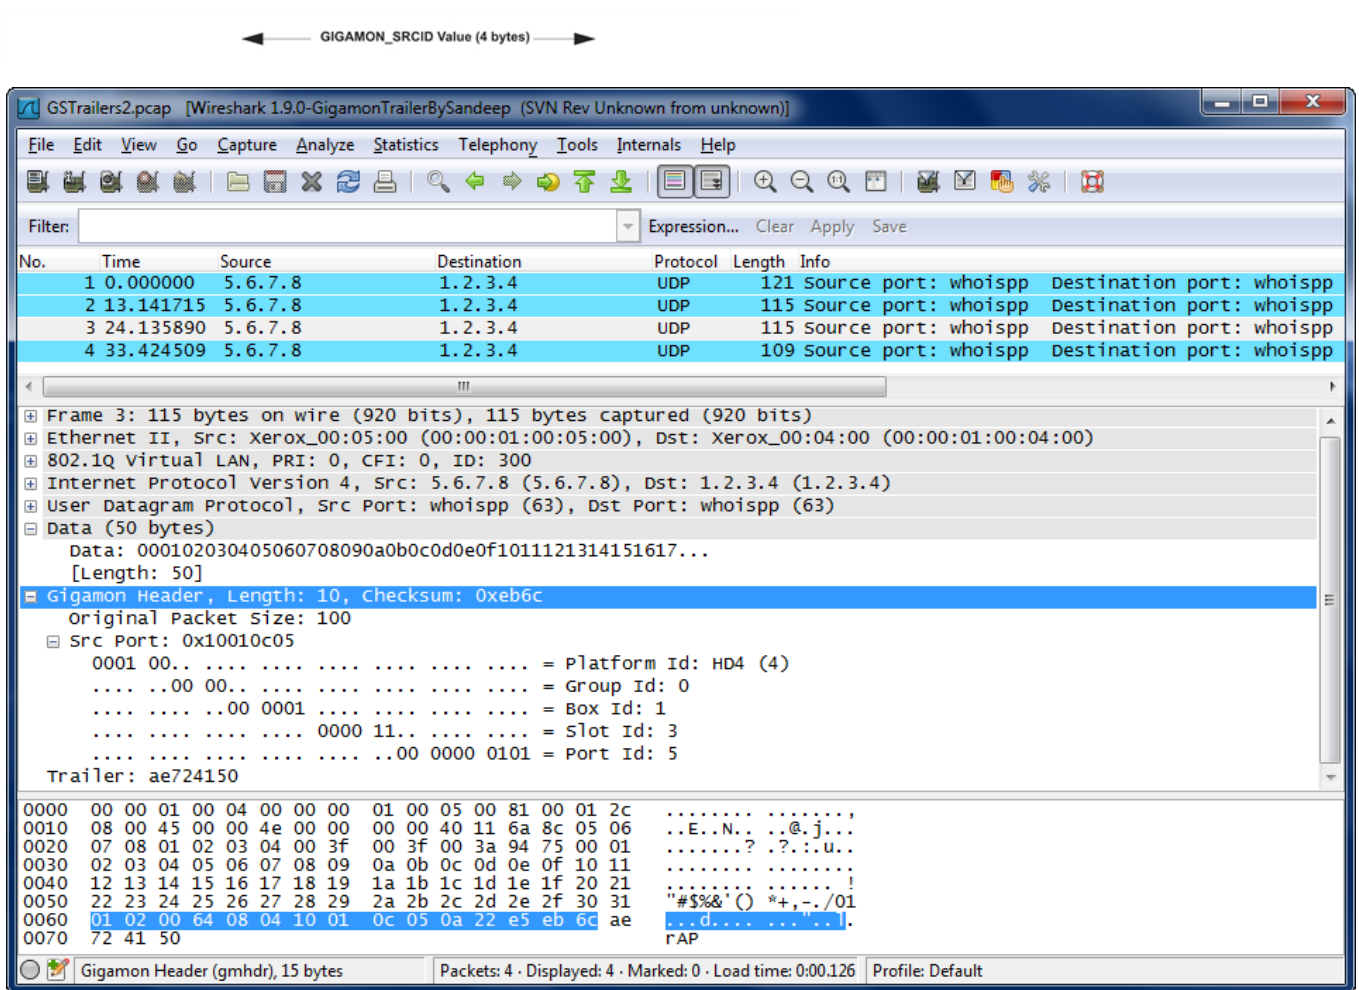 GIGAMON_SRCID Value (4 bytes)
GSTrailers2.pcap [Wireshark 1.9.0-GigamonTrailerBySandeep (SVN Rev Unknown from unknown)]
File Edit View Go Capture Analyze Statistics Telephony Tools Internals Help
Filter: Expression... Clear Apply Save
No. Time Source Destination Protocol Length Info
1 0.000000 5.6.7.8 1.2.3.4 UDP 121 Source port: whoispp Destination port: whoispp
2 13.141715 5.6.7.8 1.2.3.4 UDP 115 Source port: whoispp Destination port: whoispp
3 24.135890 5.6.7.8 1.2.3.4 UDP 115 Source port: whoispp Destination port: whoispp
4 33.424509 5.6.7.8 1.2.3.4 UDP 109 Source port: whoispp Destination port: whoispp
Frame 3: 115 bytes on wire (920 bits), 115 bytes captured (920 bits)
Ethernet II, Src: Xerox_00:05:00 (00:00:01:00:05:00), Dst: Xerox_00:04:00 (00:00:01:00:04:00)
802.1Q Virtual LAN, PRI: 0, CFI: 0, ID: 300
Internet Protocol Version 4, Src: 5.6.7.8 (5.6.7.8), Dst: 1.2.3.4 (1.2.3.4)
User Datagram Protocol, Src Port: whoispp (63), Dst Port: whoispp (63)
Data (50 bytes)
Data: 000102030405060708090a0b0c0d0e0f1011121314151617...
[Length: 50]
Gigamon Header, Length: 10, Checksum: 0xeb6c
Original Packet Size: 100
Src Port: 0x10010c05
0001 00.. .... .... .... .... .... .... = Platform Id: HD4 (4)
.... ..00 00.. .... .... .... .... .... = Group Id: 0
.... .... ..00 0001 .... .... .... .... = Box Id: 1
.... .... .... .... 0000 11.. .... .... = Slot Id: 3
.... .... .... .... .... ..00 0000 0101 = Port Id: 5
Trailer: ae724150
0000 00 00 01 00 04 00 00 00 01 00 05 00 81 00 01 2c ........ .......,
0010 08 00 45 00 00 4e 00 00 00 00 40 11 6a 8c 05 06 ..E..N.. ..@.j...
0020 07 08 01 02 03 04 00 3f 00 3f 00 3a 94 75 00 01 .......? .?.:.u..
0030 02 03 04 05 06 07 08 09 0a 0b 0c 0d 0e 0f 10 11 ........ ........
0040 12 13 14 15 16 17 18 19 1a 1b 1c 1d 1e 1f 20 21 ........ ...... !
0050 22 23 24 25 26 27 28 29 2a 2b 2c 2d 2e 2f 30 31 "#$%&'() *+,-./01
0060 01 02 00 64 08 04 10 01 0c 05 0a 22 e5 eb 6c ae ...d.... ..."..l.
0070 72 41 50 rAP
Gigamon Header (gmhdr), 15 bytes Packets: 4 · Displayed: 4 · Marked: 0 · Load time: 0:00.126 Profile: Default